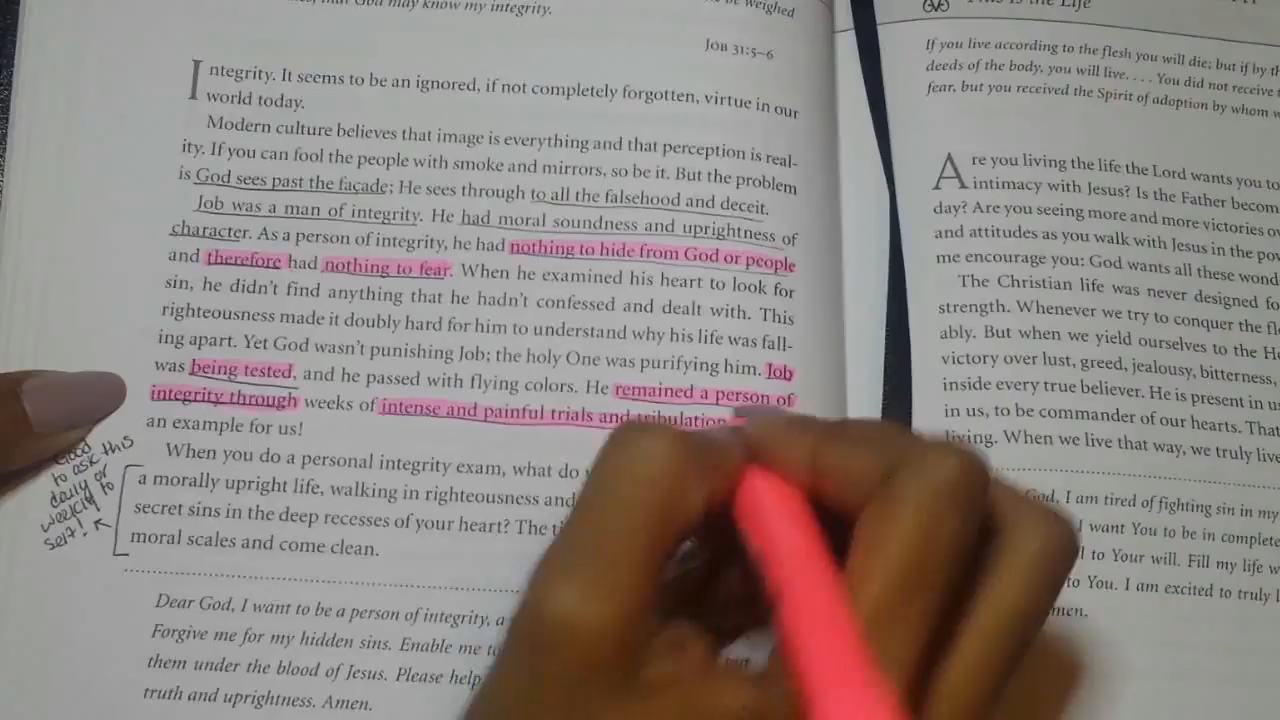 that God may know my integrity.
be weighed
JOB 31:5–6
Integrity. It seems to be an ignored, if not completely forgotten, virtue in our
world today.
Modern culture believes that image is everything and that perception is real-
ity. If you can fool the people with smoke and mirrors, so be it. But the problem
is God sees past the façade; He sees through to all the falsehood and deceit.
Job was a man of integrity. He had moral soundness and uprightness of
character. As a person of integrity, he had nothing to hide from God or people
and therefore had nothing to fear. When he examined his heart to look for
sin, he didn't find anything that he hadn't confessed and dealt with. This
righteousness made it doubly hard for him to understand why his life was fall-
ing apart. Yet God wasn't punishing Job; the holy One was purifying him. Job
was being tested, and he passed with flying colors. He remained a person of
integrity through weeks of intense and painful trials and tribulation
an example for us!
When you do a personal integrity exam, what do
a morally upright life, walking in righteousness and
secret sins in the deep recesses of your heart? The
moral scales and come clean.
Good
to ask this
daily or
weekly to
self!
Dear God, I want to be a person of integrity, a
Forgive me for my hidden sins. Enable me to
them under the blood of Jesus. Please help
truth and uprightness. Amen.
This is the Life
If you live according to the flesh you will die; but if by
deeds of the body, you will live. . . . You did not receive
fear, but you received the Spirit of adoption by whom
Are you living the life the Lord wants you to
intimacy with Jesus? Is the Father
day? Are you seeing more and more victories
and attitudes as you walk with Jesus in the
me encourage you: God wants all these
The Christian life was never designed
strength. Whenever we try to conquer the
ably. But when we yield ourselves to the
victory over lust, greed, jealousy, bitterness,
inside every true believer. He is present in
in us, to be commander of our hearts. That
living. When we live that way, we truly
God, I am tired of fighting sin in my
I want You to be in complete
to Your will. Fill my life
to You. I am excited to truly
men.